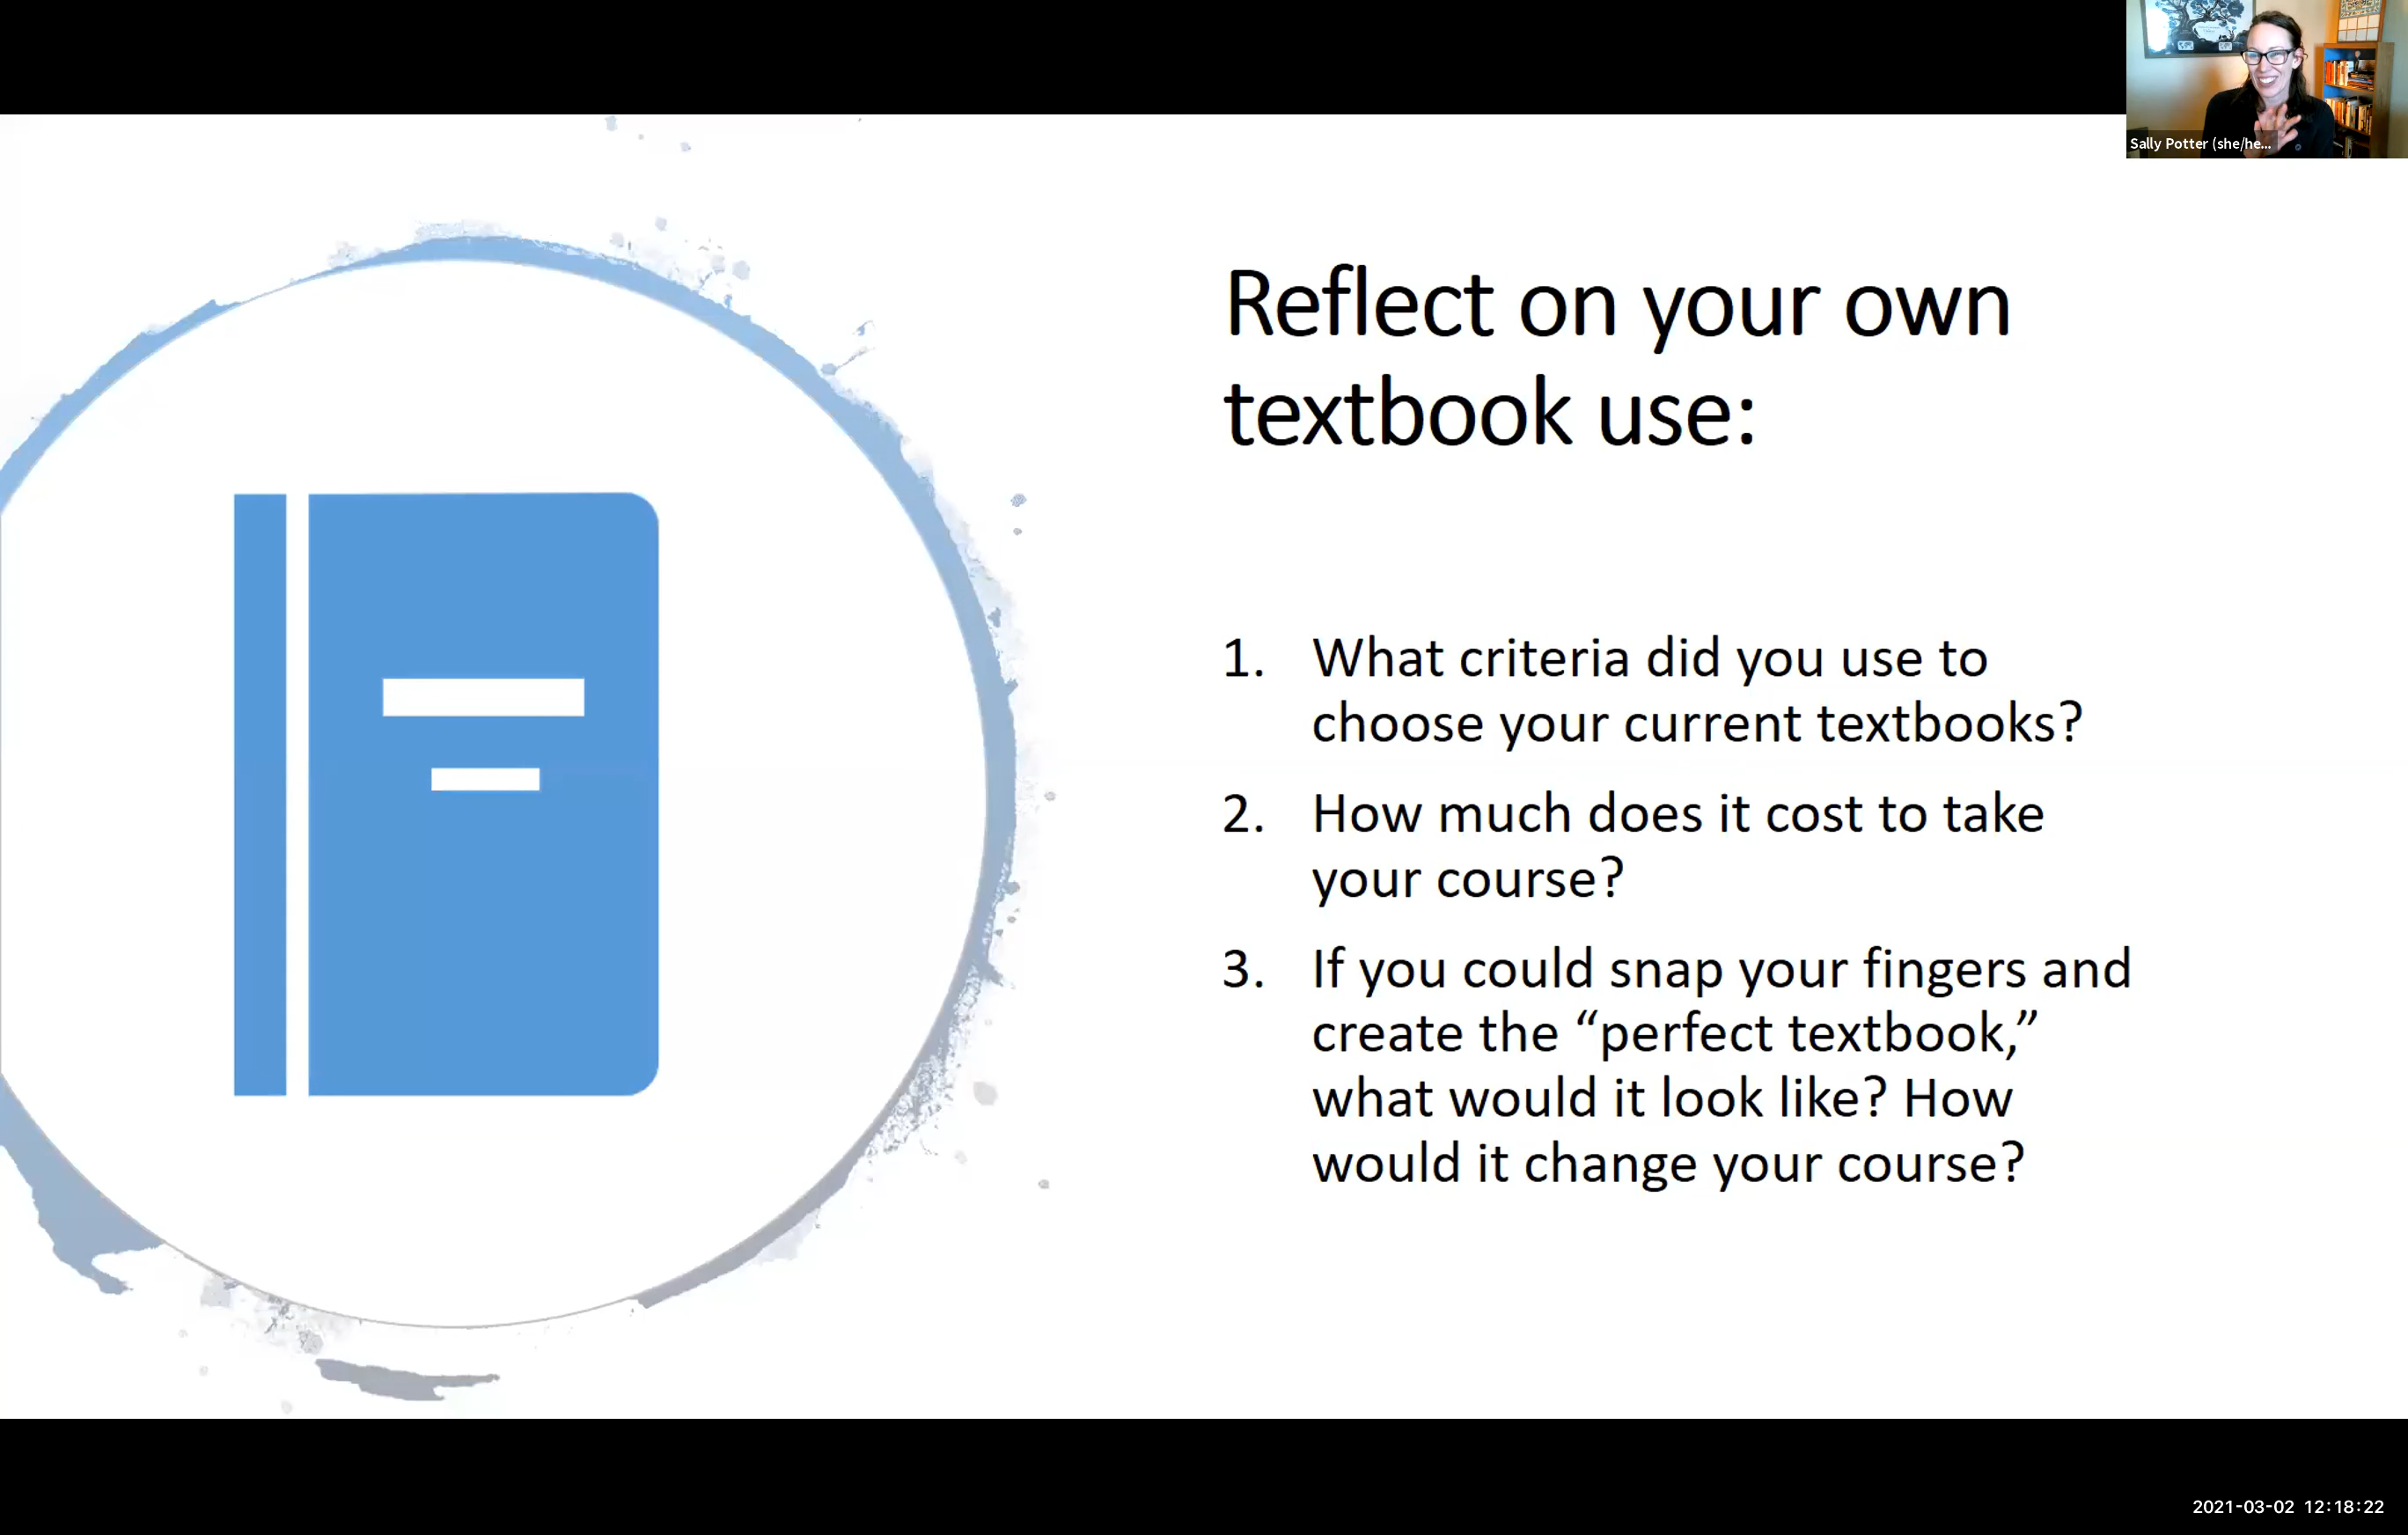 Sally Potter (she/he...
Reflect on your own
textbook use:
1. What criteria did you use to
choose your current textbooks?
2. How much does it cost to take
your course?
3. If you could snap your fingers and
create the “perfect textbook,”
what would it look like? How
would it change your course?
2021-03-02 12:18:22